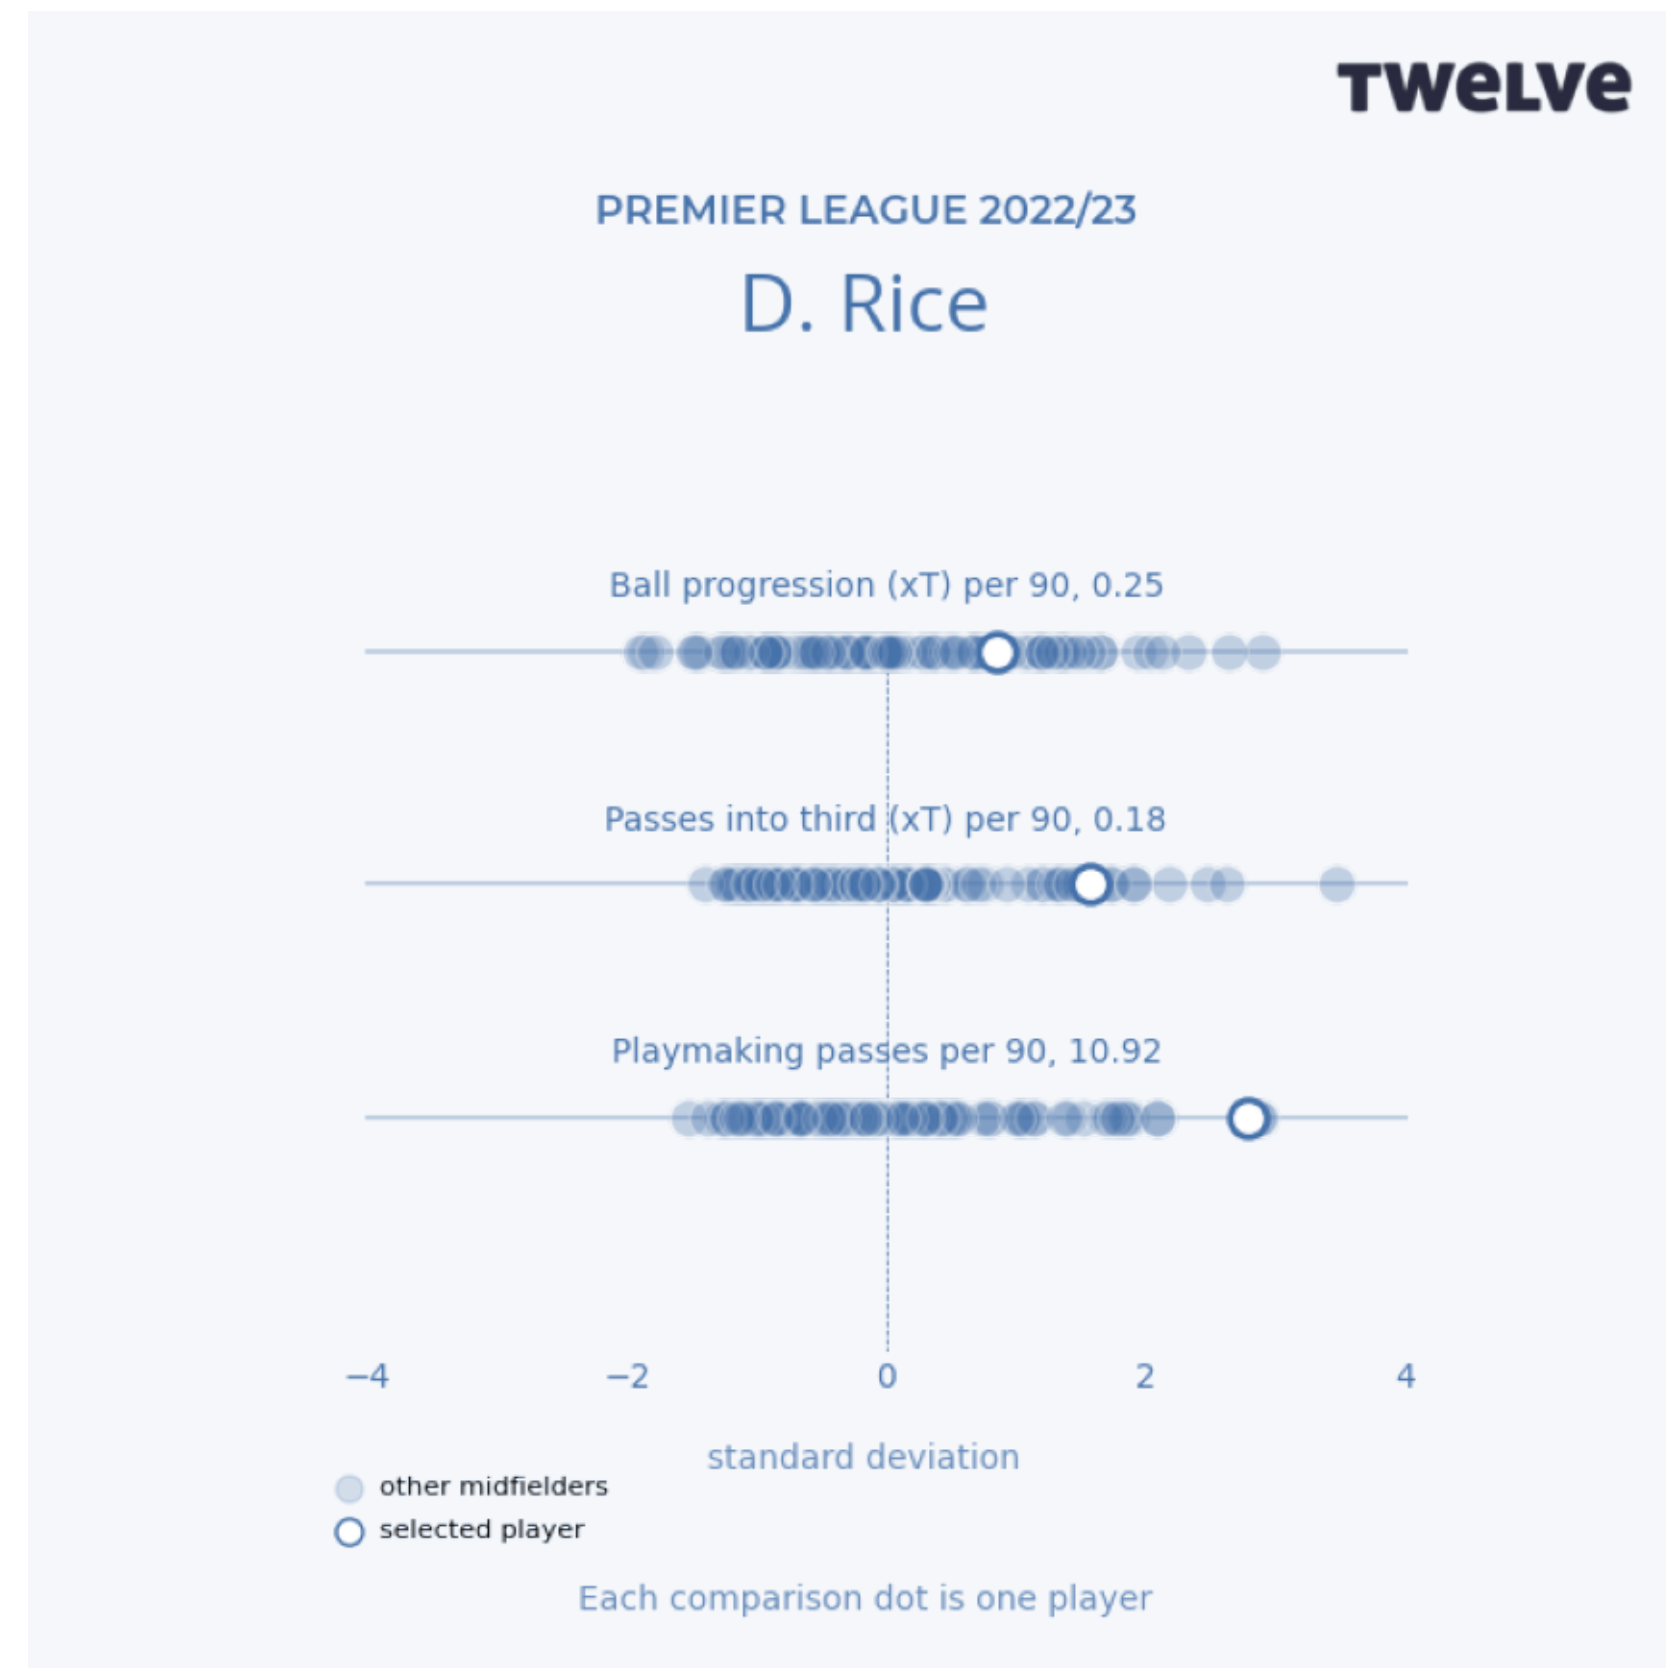 TWELVE
PREMIER LEAGUE 2022/23
D. Rice
Ball progression (xT) per 90, 0.25
Passes into third (xT) per 90, 0.18
Playmaking passes per 90, 10.92
−4 −2 0 2 4
standard deviation
other midfielders
selected player
Each comparison dot is one player